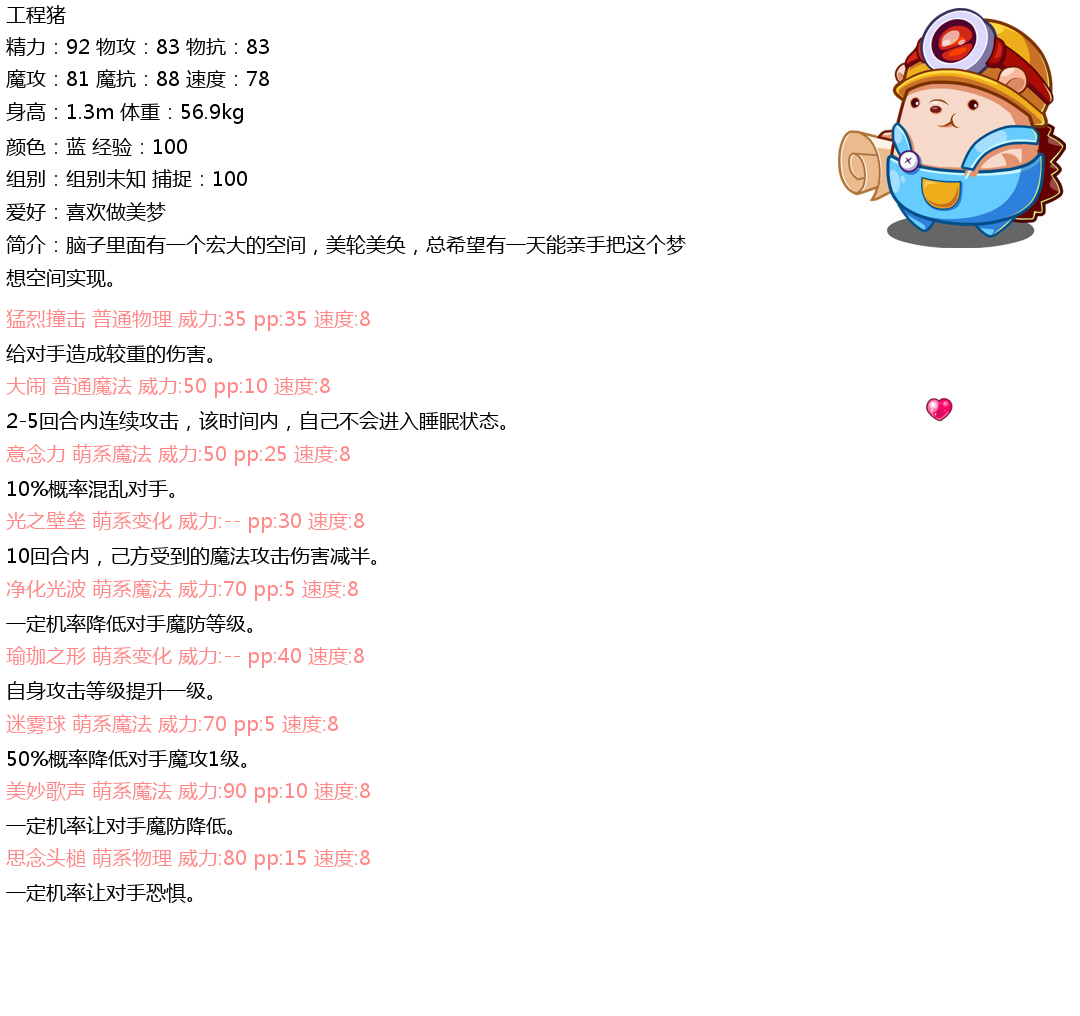 工程猪
精力：92 物攻：83 物抗：83
魔攻：81 魔抗：88 速度：78
身高：1.3m 体重：56.9kg
颜色：蓝 经验：100
组别：组别未知 捕捉：100
爱好：喜欢做美梦
简介：脑子里面有一个宏大的空间，美轮美奂，总希望有一天能亲手把这个梦
想空间实现。
猛烈撞击 普通物理 威力:35 pp:35 速度:8
给对手造成较重的伤害。
大闹 普通魔法 威力:50 pp:10 速度:8
2-5回合内连续攻击，该时间内，自己不会进入睡眠状态。
意念力 萌系魔法 威力:50 pp:25 速度:8
10%概率混乱对手。
光之壁垒 萌系变化 威力:-- pp:30 速度:8
10回合内，己方受到的魔法攻击伤害减半。
净化光波 萌系魔法 威力:70 pp:5 速度:8
一定机率降低对手魔防等级。
瑜珈之形 萌系变化 威力:-- pp:40 速度:8
自身攻击等级提升一级。
迷雾球 萌系魔法 威力:70 pp:5 速度:8
50%概率降低对手魔攻1级。
美妙歌声 萌系魔法 威力:90 pp:10 速度:8
一定机率让对手魔防降低。
思念头槌 萌系物理 威力:80 pp:15 速度:8
一定机率让对手恐惧。